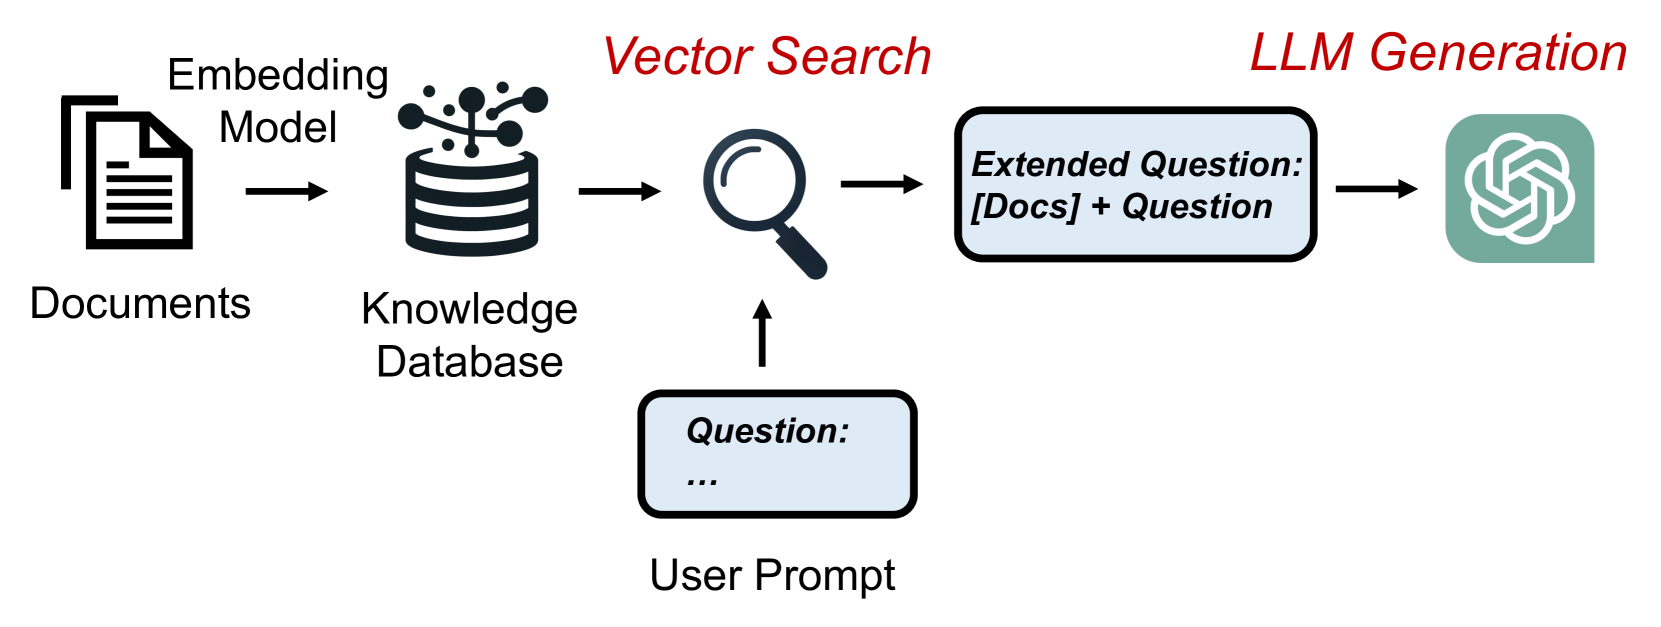 Embedding
Model
Documents
Knowledge
Database
Vector Search
Question:
...
User Prompt
Extended Question:
[Docs] + Question
LLM Generation